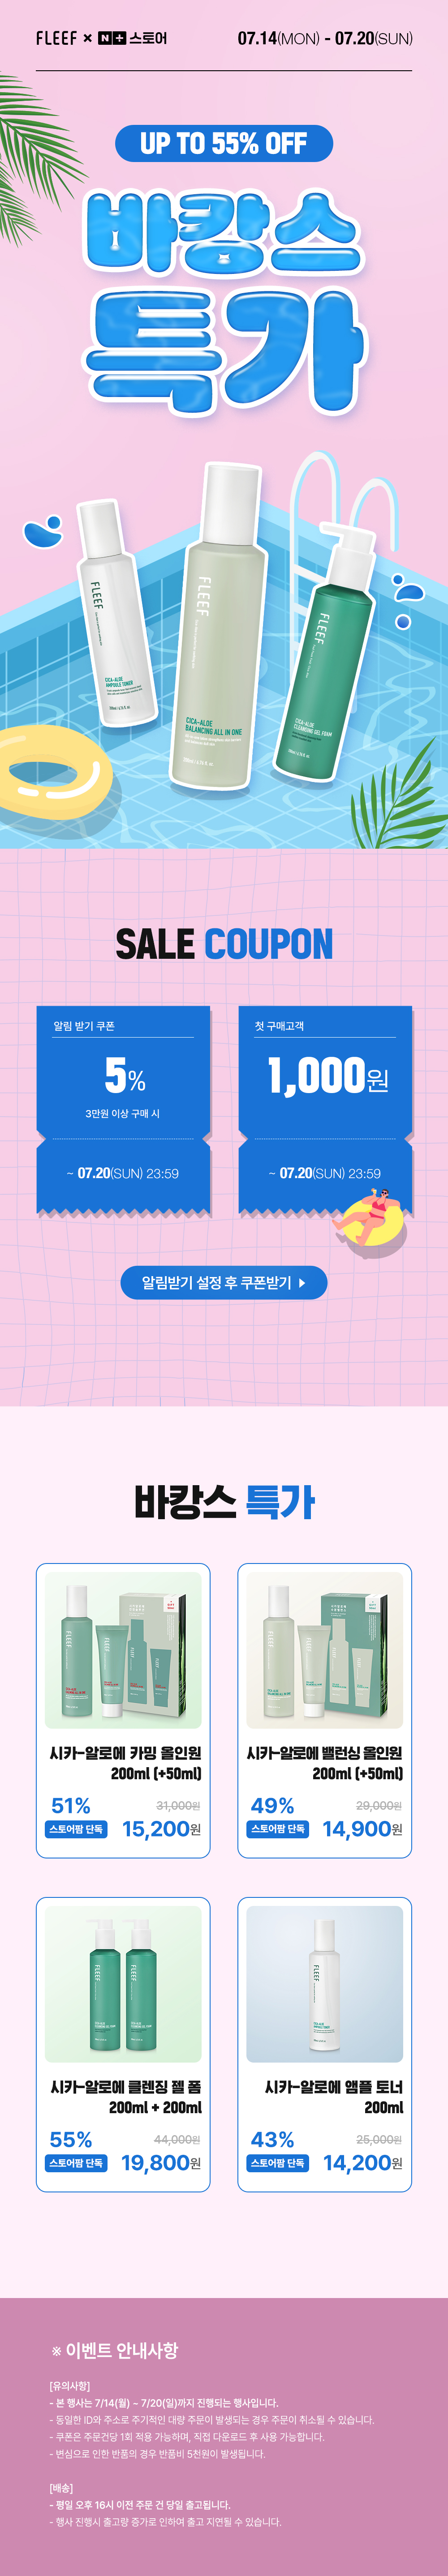 FLEEF × N+ 스토어
07.14(MON) - 07.20(SUN)
UP TO 55% OFF
바캉스
특가
FLEEF
CICA-ALOE
AMPOULE TONER
FLEEF
CICA-ALOE
BALANCING ALL IN ONE
FLEEF
CICA-ALOE
CLEANSING GEL FOAM
SALE COUPON
알림 받기 쿠폰
5%
3만원 이상 구매 시
~ 07.20(SUN) 23:59
첫 구매고객
1,000원
~ 07.20(SUN) 23:59
알림받기 설정 후 쿠폰받기
바캉스 특가
FLEEF
FLEEF
FLEEF
시카-알로에 카밍 올인원
200ml (+50ml)
51%
31,000원
스토어팜 단독
15,200원
FLEEF
FLEEF
FLEEF
시카-알로에 밸런싱 올인원
200ml (+50ml)
49%
29,000원
스토어팜 단독
14,900원
FLEEF
FLEEF
시카-알로에 클렌징 젤 폼
200ml + 200ml
55%
44,000원
스토어팜 단독
19,800원
FLEEF
시카-알로에 앰플 토너
200ml
43%
25,000원
스토어팜 단독
14,200원
※ 이벤트 안내사항
[유의사항]
- 본 행사는 7/14(월) ~ 7/20(일)까지 진행되는 행사입니다.
- 동일한 ID와 주소로 주기적인 대량 주문이 발생되는 경우 주문이 취소될 수 있습니다.
- 쿠폰은 주문건당 1회 적용 가능하며, 직접 다운로드 후 사용 가능합니다.
- 변심으로 인한 반품의 경우 반품비 5천원이 발생됩니다.
[배송]
- 평일 오후 16시 이전 주문 건 당일 출고됩니다.
- 행사 진행시 출고량 증가로 인하여 출고 지연될 수 있습니다.